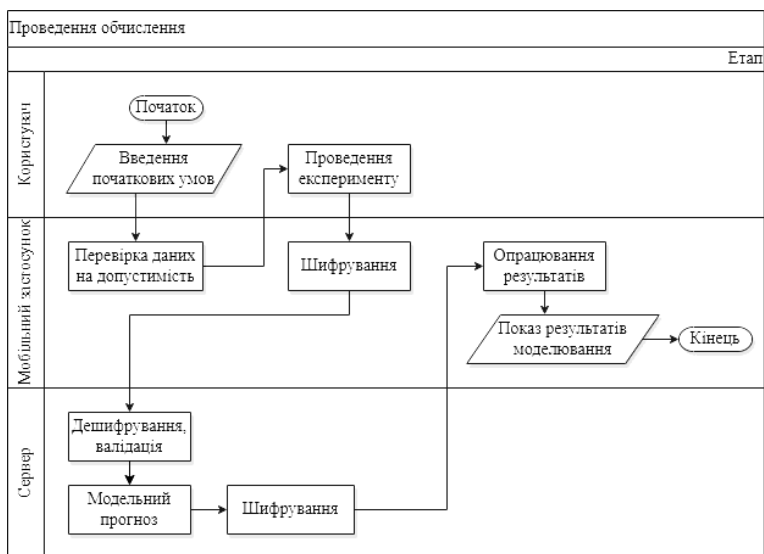 Проведення обчислення
Етап
Користувач
Початок
Введення
початкових умов
Проведення
експерименту
Мобільний застосунок
Перевірка даних
на допустимість
Шифрування
Опрацювання
результатів
Показ результатів
моделювання
Кінець
Сервер
Дешифрування,
валідація
Модельний
прогноз
Шифрування